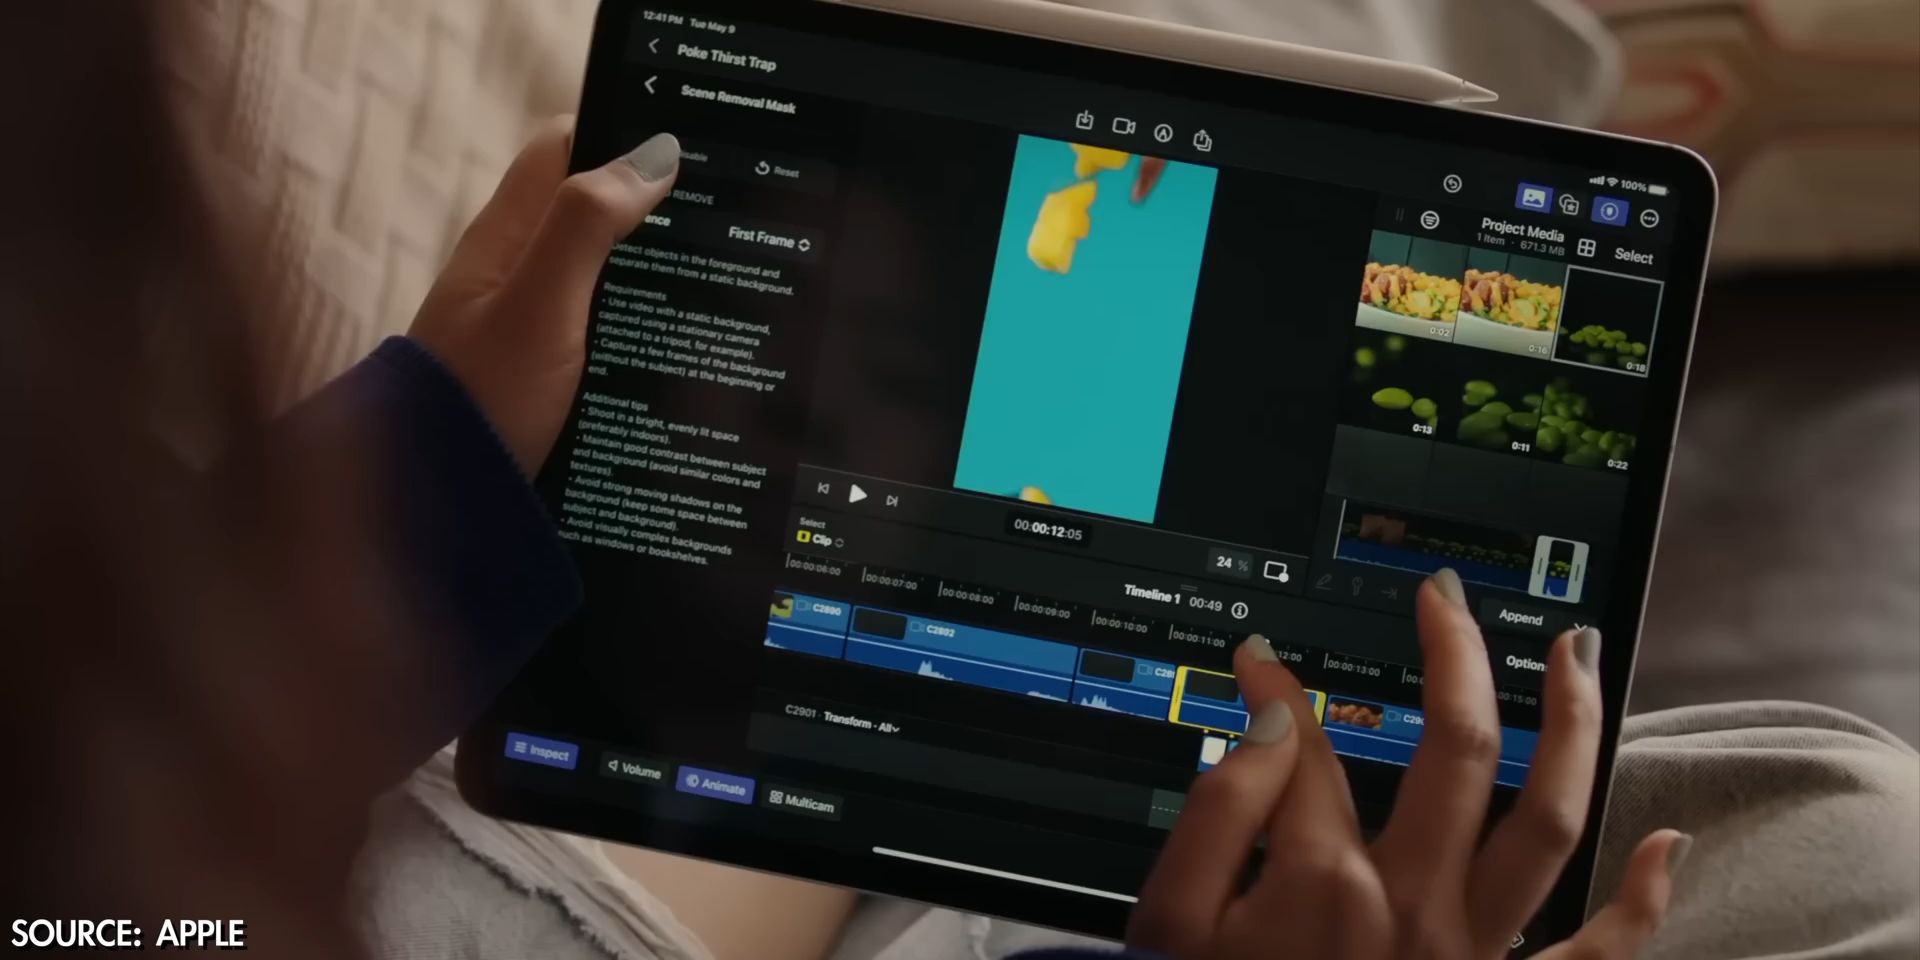 12:41 PM Tue May 9
100%
Poke Thirst Trap
Scene Removal Mask
Reset
REMOVE
First Frame
Detect objects in the foreground and
separate them from a static background.
Requirements
• Use video with a static background,
captured using a stationary camera
(attached to a tripod, for example).
• Capture a few frames of the background
(without the subject) at the beginning or
end.
Additional tips
• Shoot in a bright, evenly lit space
(preferably indoors).
• Maintain good contrast between subject
and background (avoid similar colors and
textures).
• Avoid strong moving shadows on the
background (keep some space between
subject and background).
• Avoid visually complex backgrounds
such as windows or bookshelves.
Project Media
1 Item · 671.3 MB
Select
0:02
0:16
0:18
0:13
0:11
0:22
00:00:12:05
24 %
Select
Clip
Append
Timeline 1 00:49
00:00:06:00
00:00:07:00
00:00:08:00
00:00:09:00
00:00:10:00
00:00:11:00
12:00
00:00:13:00
00:15:00
C2890
C2892
C2901 · Transform · All
Inspect
Volume
Animate
Multicam
SOURCE: APPLE